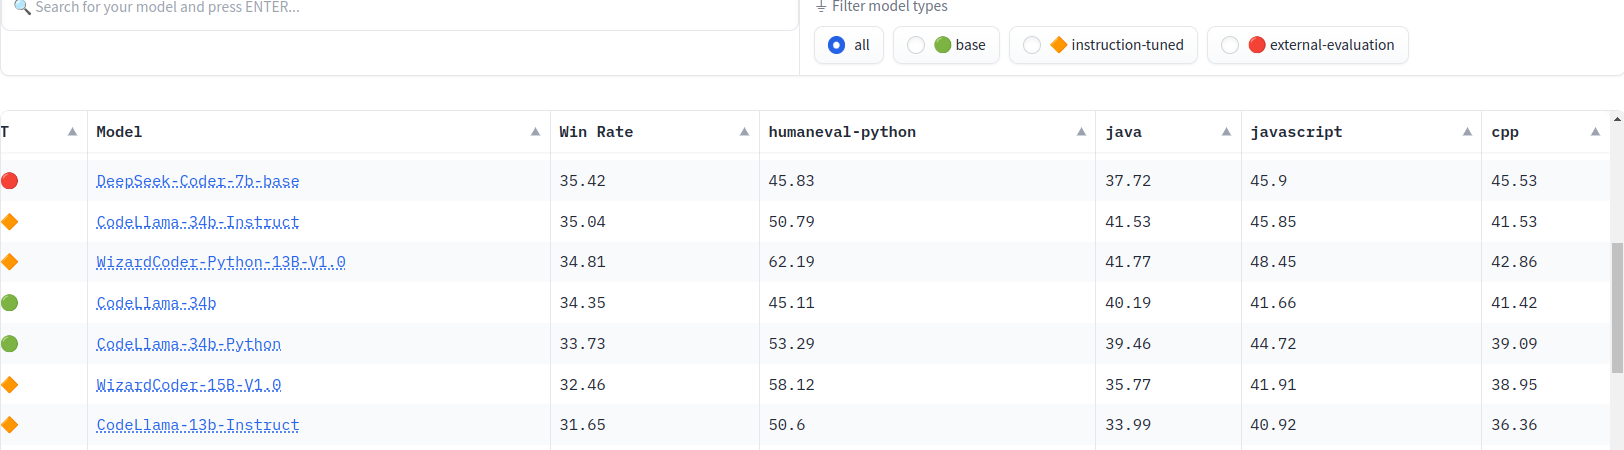 🔍 Search for your model and press ENTER...
⏚ Filter model types
all 🟢 base 🔶 instruction-tuned 🔴 external-evaluation
T Model Win Rate humaneval-python java javascript cpp
🔴 DeepSeek-Coder-7b-base 35.42 45.83 37.72 45.9 45.53
🔶 CodeLlama-34b-Instruct 35.04 50.79 41.53 45.85 41.53
🔶 WizardCoder-Python-13B-V1.0 34.81 62.19 41.77 48.45 42.86
🟢 CodeLlama-34b 34.35 45.11 40.19 41.66 41.42
🟢 CodeLlama-34b-Python 33.73 53.29 39.46 44.72 39.09
🔶 WizardCoder-15B-V1.0 32.46 58.12 35.77 41.91 38.95
🔶 CodeLlama-13b-Instruct 31.65 50.6 33.99 40.92 36.36